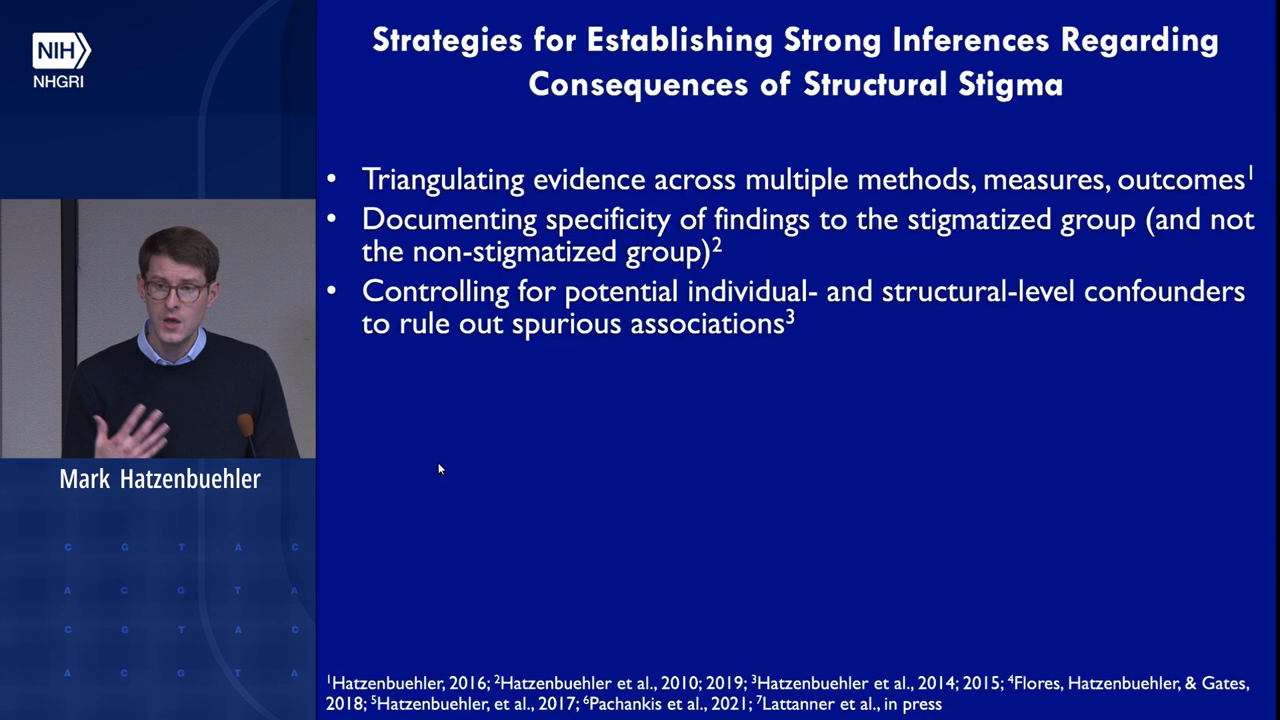 NIH
NHGRI
Strategies for Establishing Strong Inferences Regarding
Consequences of Structural Stigma
• Triangulating evidence across multiple methods, measures, outcomes¹
• Documenting specificity of findings to the stigmatized group (and not
the non-stigmatized group)²
• Controlling for potential individual- and structural-level confounders
to rule out spurious associations³
Mark Hatzenbuehler
C G T A C
A C G T A
C G T A C
A C G T A
¹Hatzenbuehler, 2016; ²Hatzenbuehler et al., 2010; 2019; ³Hatzenbuehler et al., 2014; 2015; ⁴Flores, Hatzenbuehler, & Gates,
2018; ⁵Hatzenbuehler, et al., 2017; ⁶Pachankis et al., 2021; ⁷Lattanner et al., in press